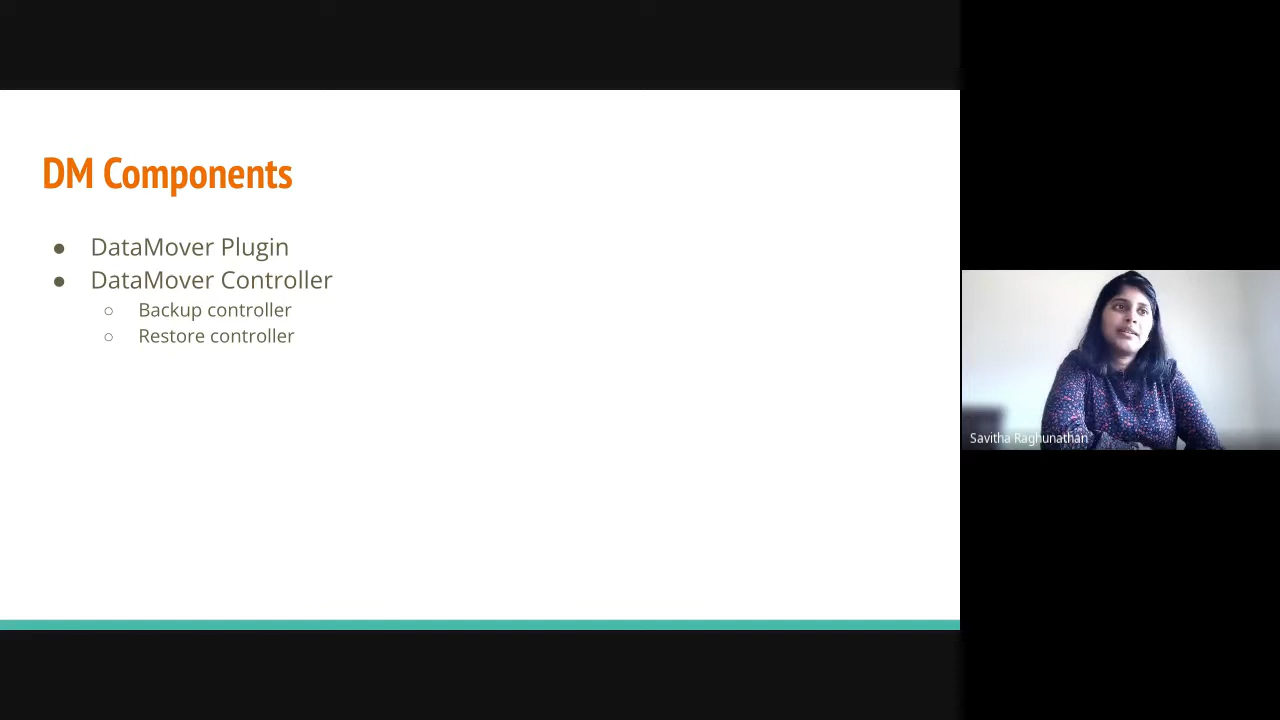 DM Components
● DataMover Plugin
● DataMover Controller
○ Backup controller
○ Restore controller
Savitha Raghunathan